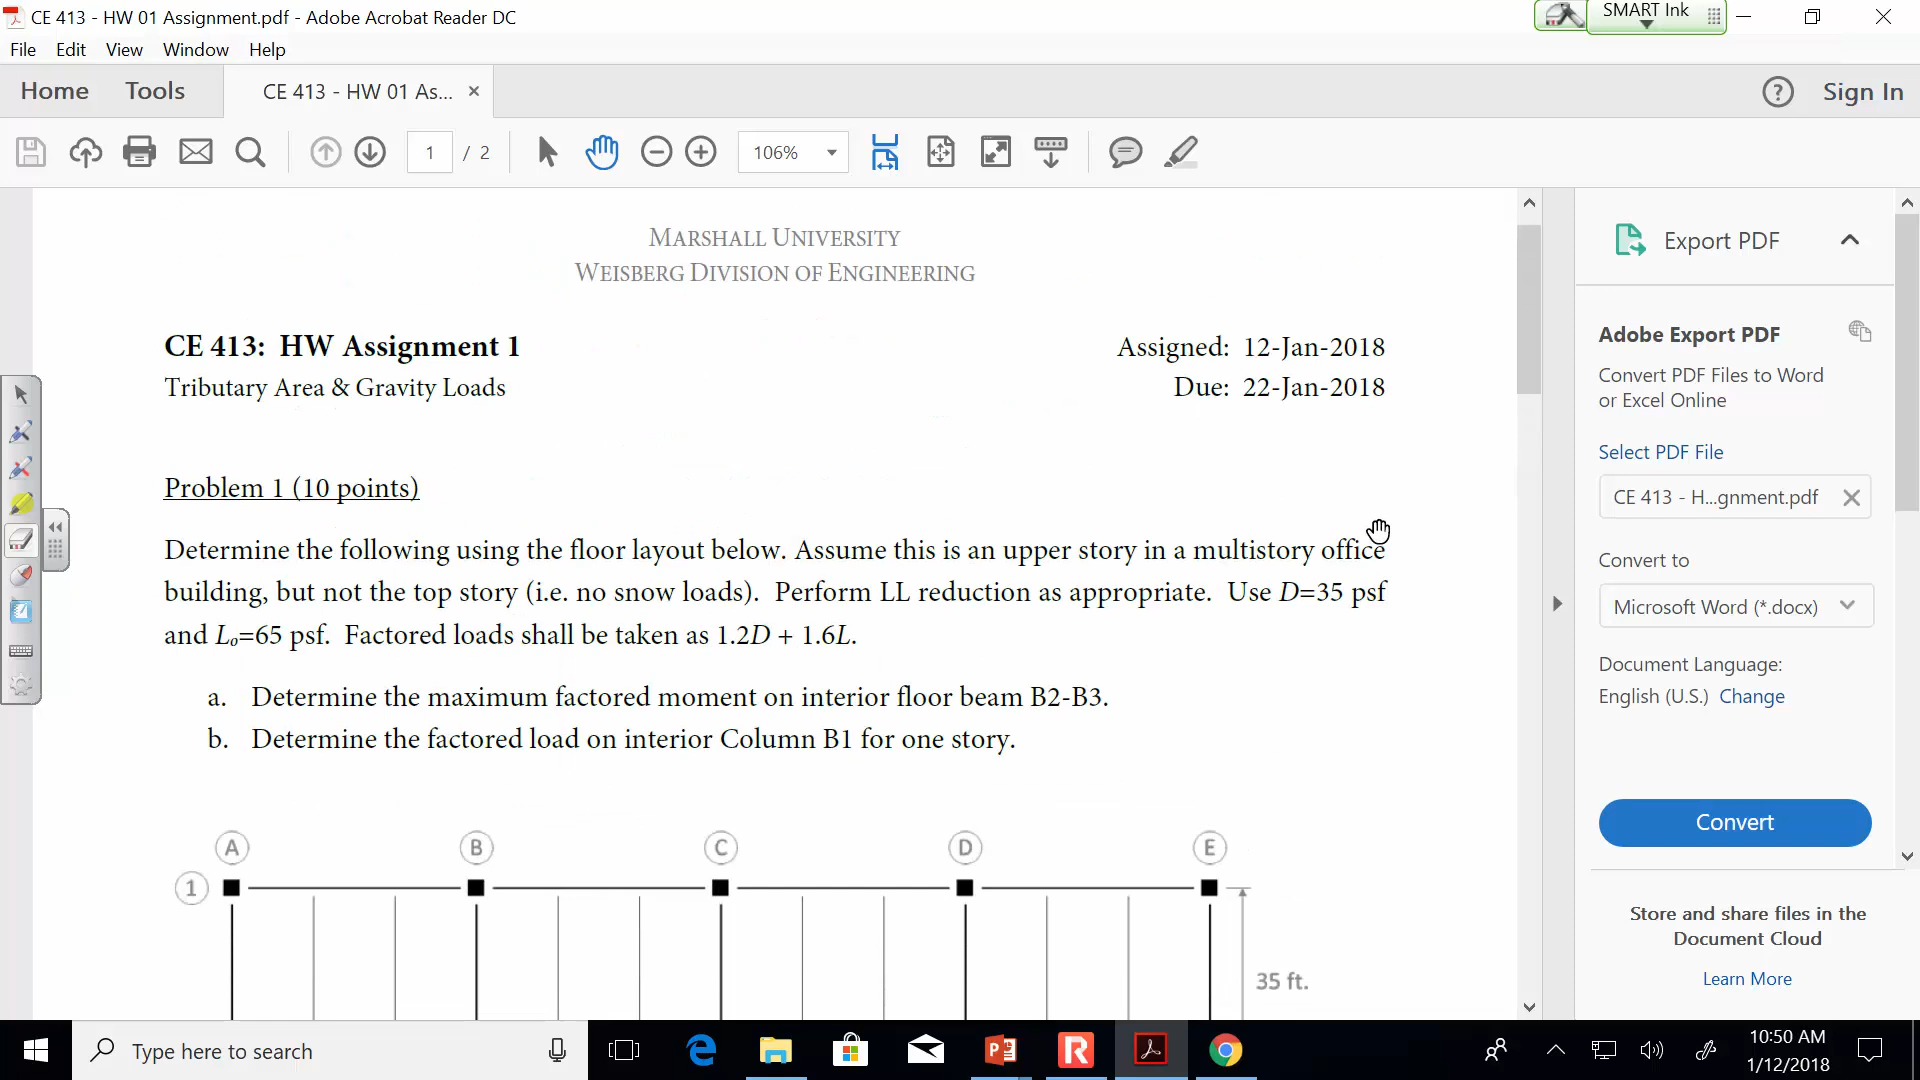 CE 413 - HW 01 Assignment.pdf - Adobe Acrobat Reader DC
SMART Ink
File Edit View Window Help
Home Tools CE 413 - HW 01 As... × ? Sign In
1 / 2 106%
MARSHALL UNIVERSITY
WEISBERG DIVISION OF ENGINEERING
CE 413: HW Assignment 1 Assigned: 12-Jan-2018
Tributary Area & Gravity Loads Due: 22-Jan-2018
Problem 1 (10 points)
Determine the following using the floor layout below. Assume this is an upper story in a multistory office
building, but not the top story (i.e. no snow loads). Perform LL reduction as appropriate. Use D=35 psf
and Lo=65 psf. Factored loads shall be taken as 1.2D + 1.6L.
a. Determine the maximum factored moment on interior floor beam B2-B3.
b. Determine the factored load on interior Column B1 for one story.
A B C D E
1
35 ft.
Export PDF
Adobe Export PDF
Convert PDF Files to Word
or Excel Online
Select PDF File
CE 413 - H...gnment.pdf
Convert to
Microsoft Word (*.docx)
Document Language:
English (U.S.) Change
Convert
Store and share files in the
Document Cloud
Learn More
Type here to search
10:50 AM
1/12/2018